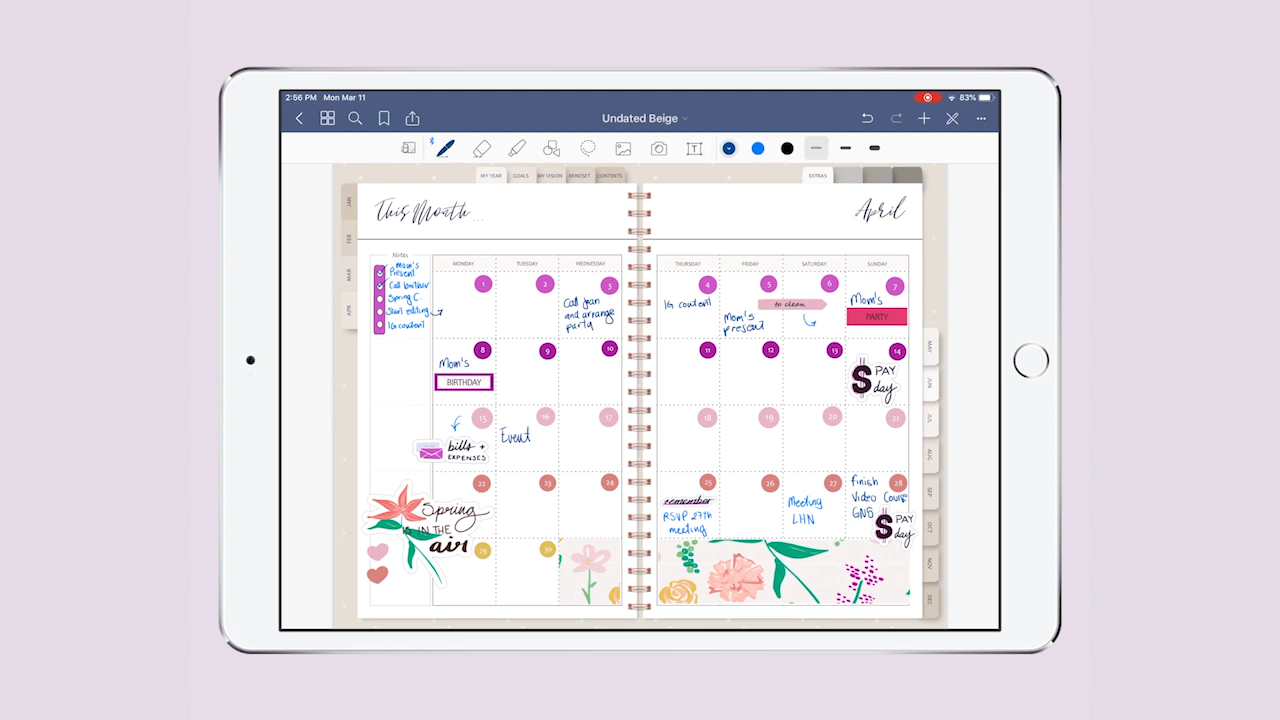 2:56 PM Mon Mar 11
83%
Undated Beige
T
MY YEAR GOALS MY VISION MINDSET CONTENTS EXTRAS
JAN
FEB
MAR
APR
This Month ...
April
Notes
Mom's
Present
Call brother
Spring C.
Start editing
IG content
MONDAY TUESDAY WEDNESDAY THURSDAY FRIDAY SATURDAY SUNDAY
1 2 3 4 5 6 7
Call Joan
and arrange
party
IG content
Mom's
present
to clean
Mom's
PARTY
8 9 10 11 12 13 14
Mom's
BIRTHDAY
$ PAY
day
15 16 17 18 19 20 21
bills +
EXPENSES
Event
22 23 24 25 26 27 28
Spring
IS IN THE
air
remember
RSVP 27th
meeting
Meeting
LHN
finish
Video Course
GN5
$ PAY
day
29 30
MAY
JUN
JUL
AUG
SEP
OCT
NOV
DEC